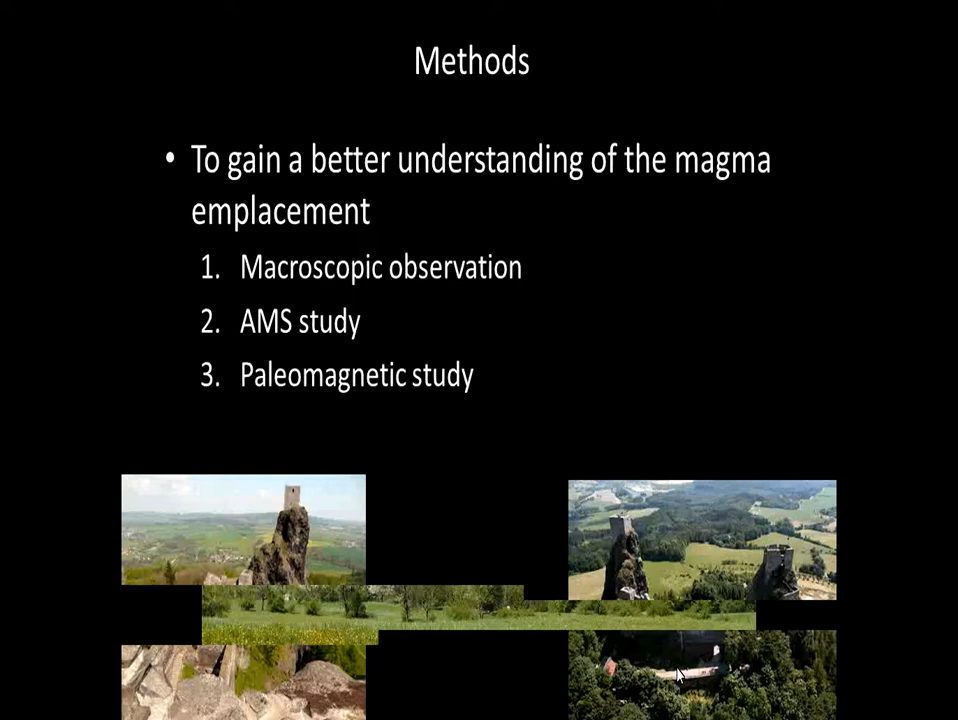 Methods
• To gain a better understanding of the magma
emplacement
1. Macroscopic observation
2. AMS study
3. Paleomagnetic study